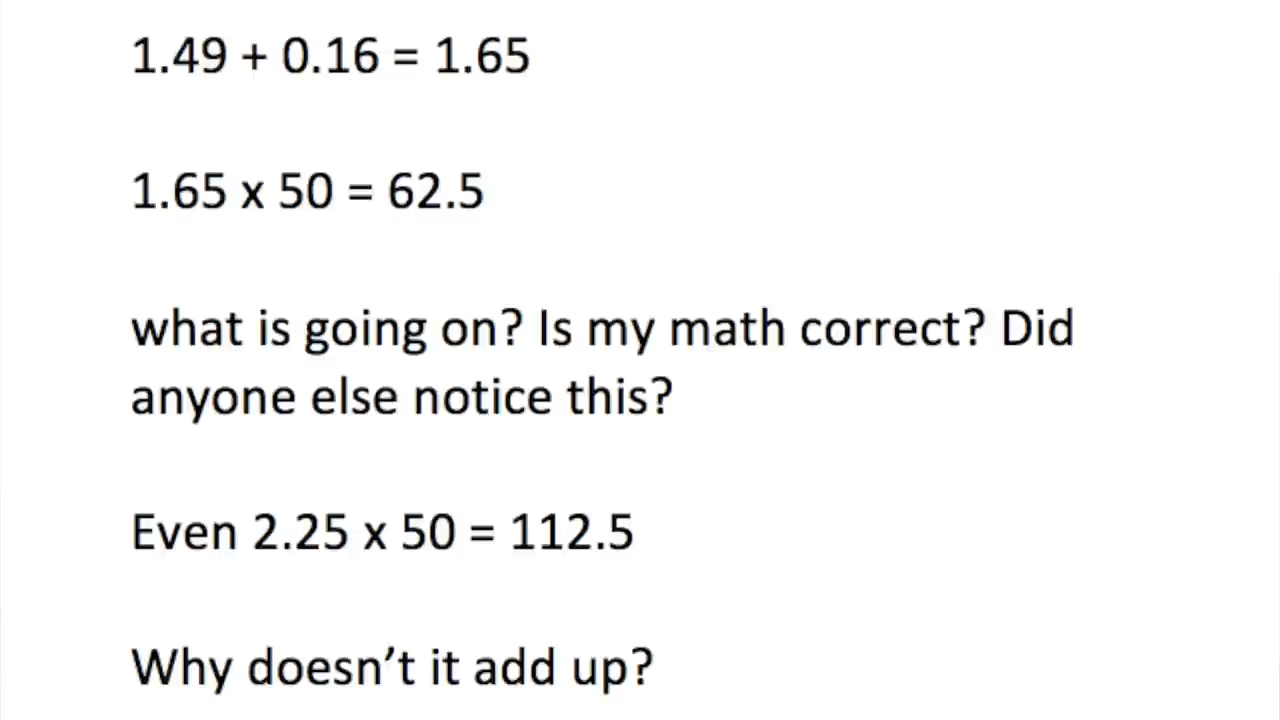 1.49 + 0.16 = 1.65
1.65 x 50 = 62.5
what is going on? Is my math correct? Did
anyone else notice this?
Even 2.25 x 50 = 112.5
Why doesn’t it add up?